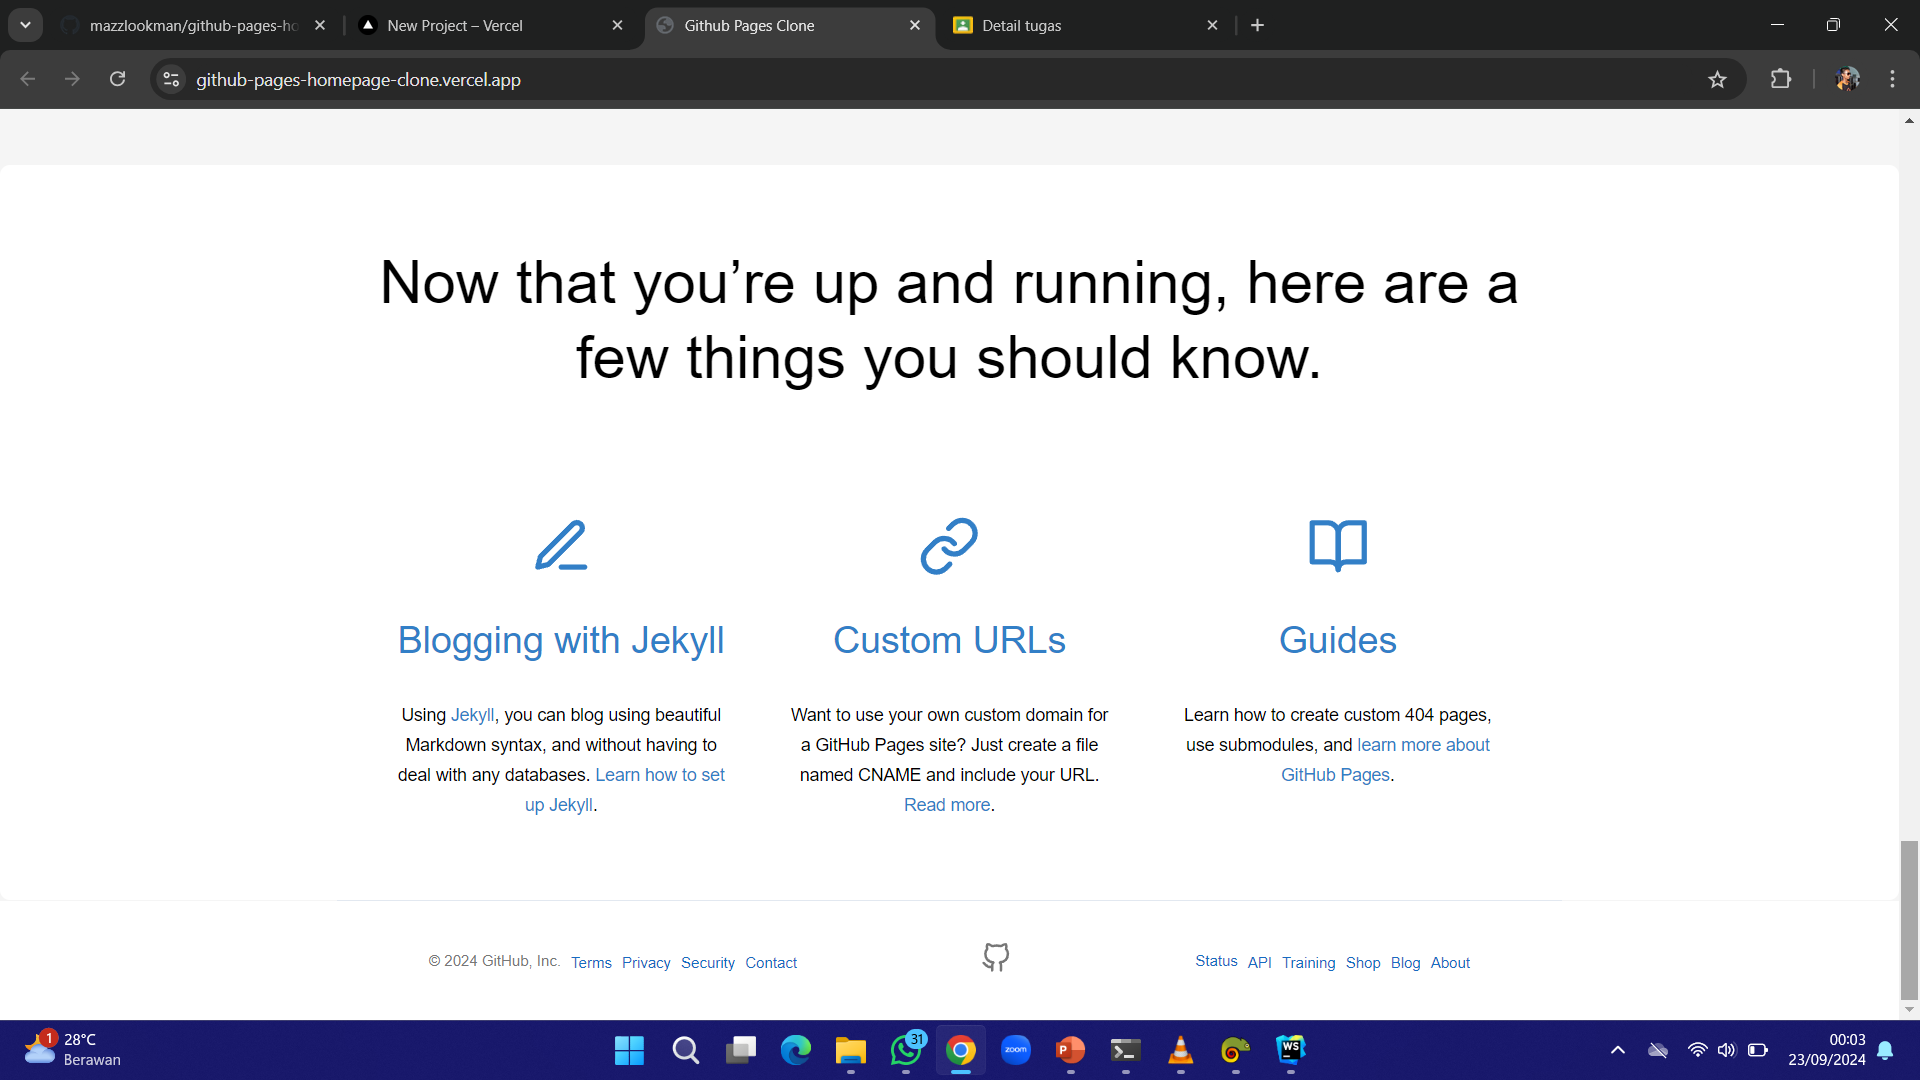 mazzlookman/github-pages-ho
New Project – Vercel
Github Pages Clone
Detail tugas
github-pages-homepage-clone.vercel.app
Now that you’re up and running, here are a
few things you should know.
Blogging with Jekyll
Using Jekyll, you can blog using beautiful
Markdown syntax, and without having to
deal with any databases. Learn how to set
up Jekyll.
Custom URLs
Want to use your own custom domain for
a GitHub Pages site? Just create a file
named CNAME and include your URL.
Read more.
Guides
Learn how to create custom 404 pages,
use submodules, and learn more about
GitHub Pages.
© 2024 GitHub, Inc. Terms Privacy Security Contact
Status API Training Shop Blog About
1
28°C
Berawan
31
zoom
P
WS
00:03
23/09/2024